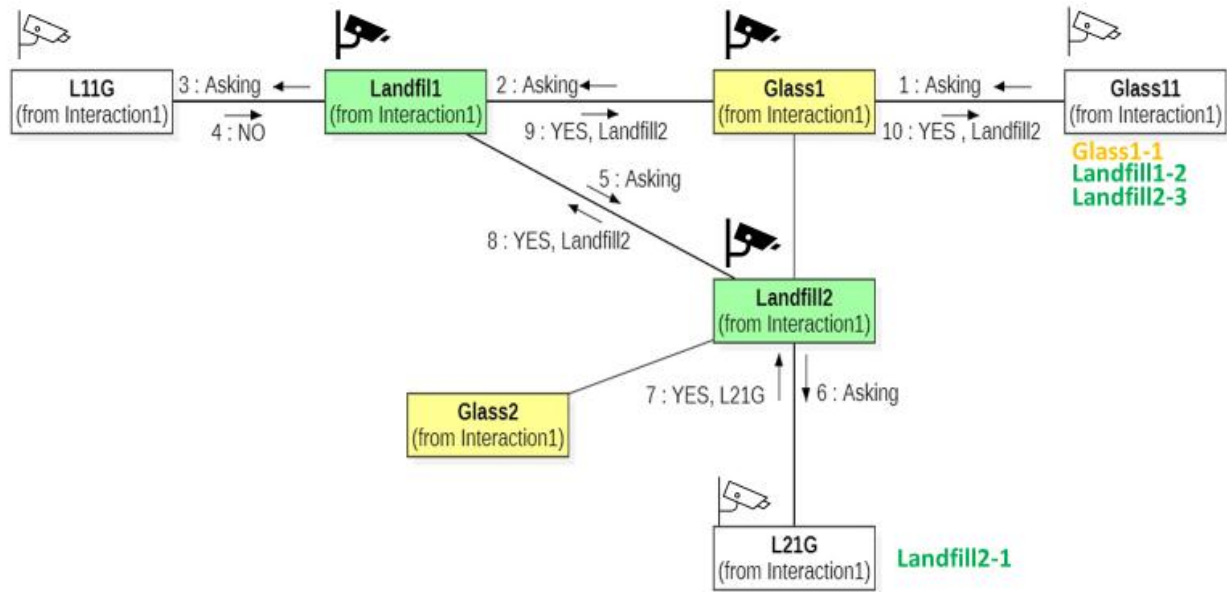 L11G
(from Interaction1)
3 : Asking
4 : NO
Landfil1
(from Interaction1)
2 : Asking
9 : YES, Landfill2
Glass1
(from Interaction1)
1 : Asking
10 : YES , Landfill2
Glass11
(from Interaction1)
Glass1-1
Landfill1-2
Landfill2-3
5 : Asking
8 : YES, Landfill2
Landfill2
(from Interaction1)
7 : YES, L21G
6 : Asking
Glass2
(from Interaction1)
L21G
(from Interaction1)
Landfill2-1